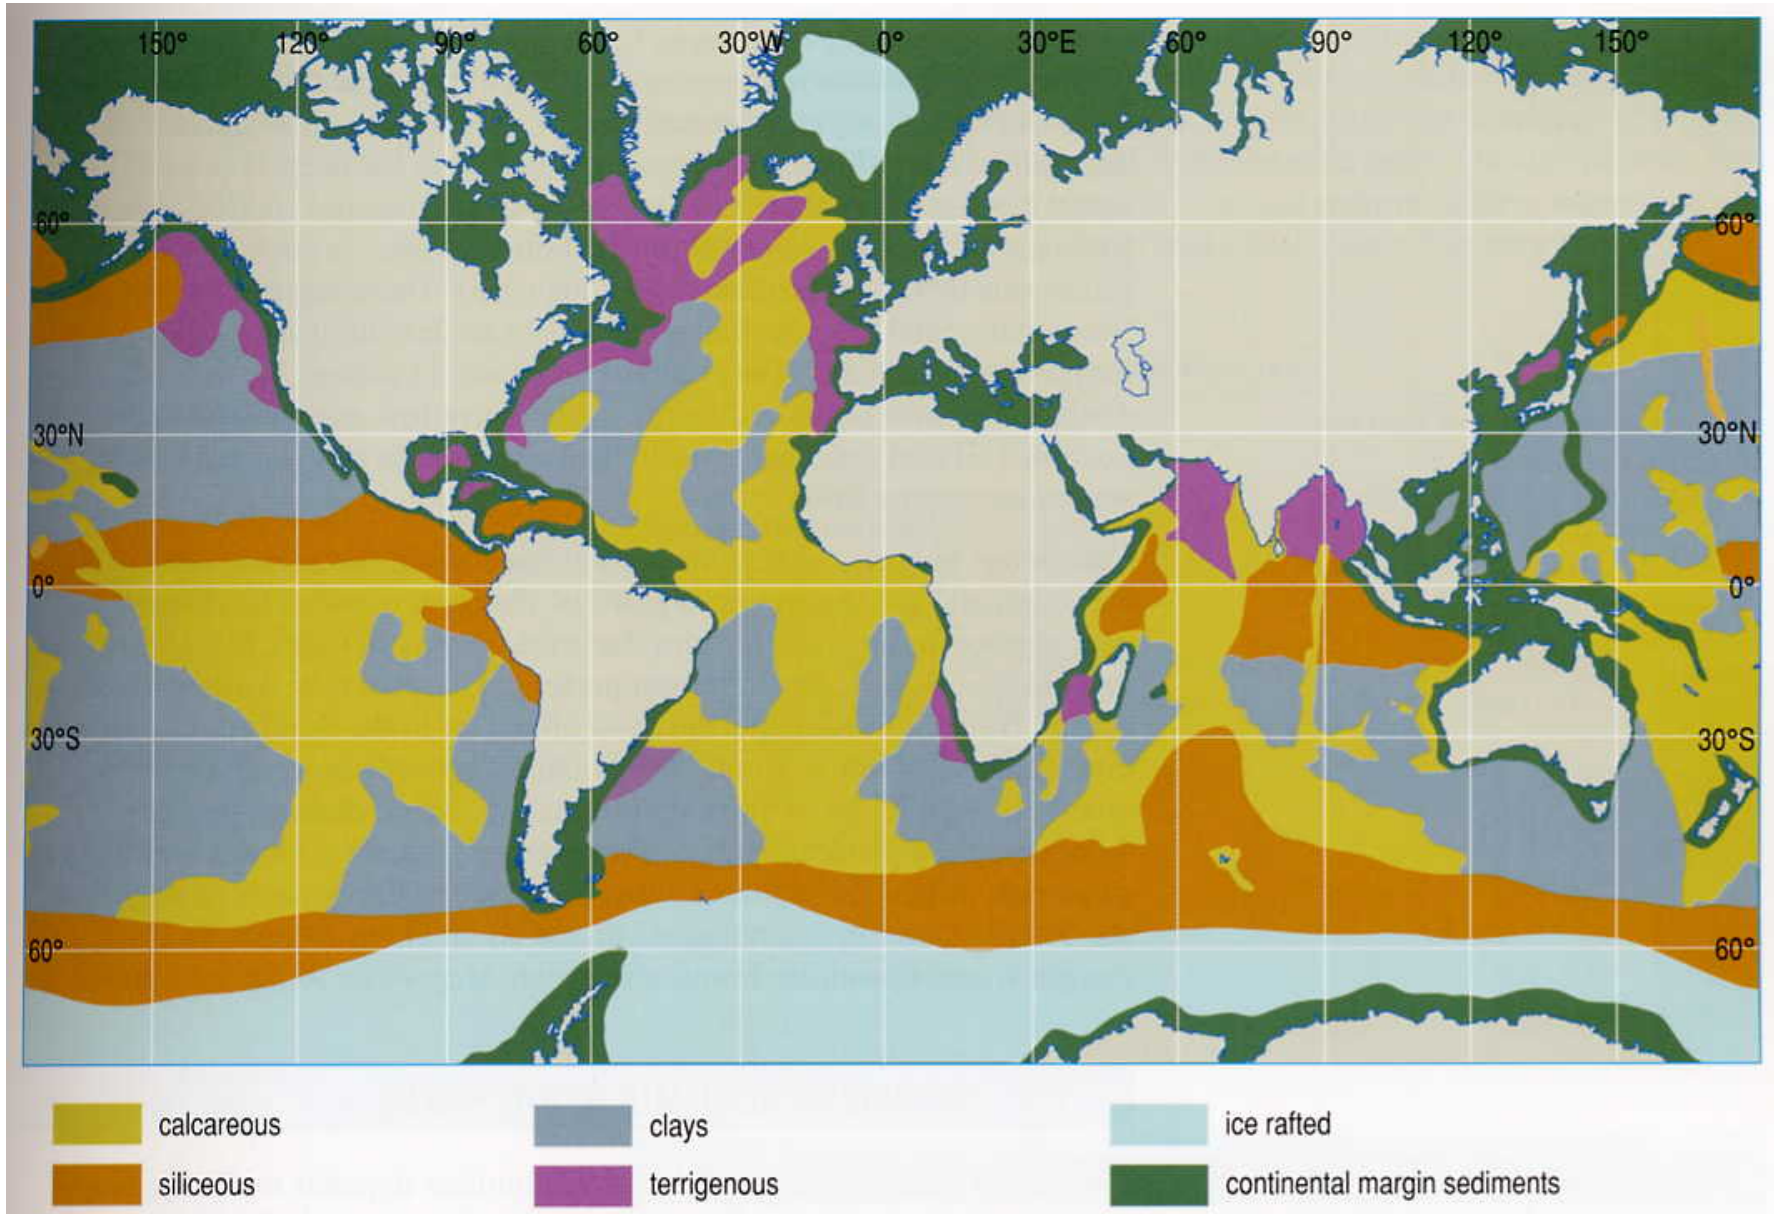 150° 120° 90° 60° 30°W 0° 30°E 60° 90° 120° 150°
60° 60°
30°N 30°N
0° 0°
30°S 30°S
60° 60°
calcareous clays ice rafted
siliceous terrigenous continental margin sediments